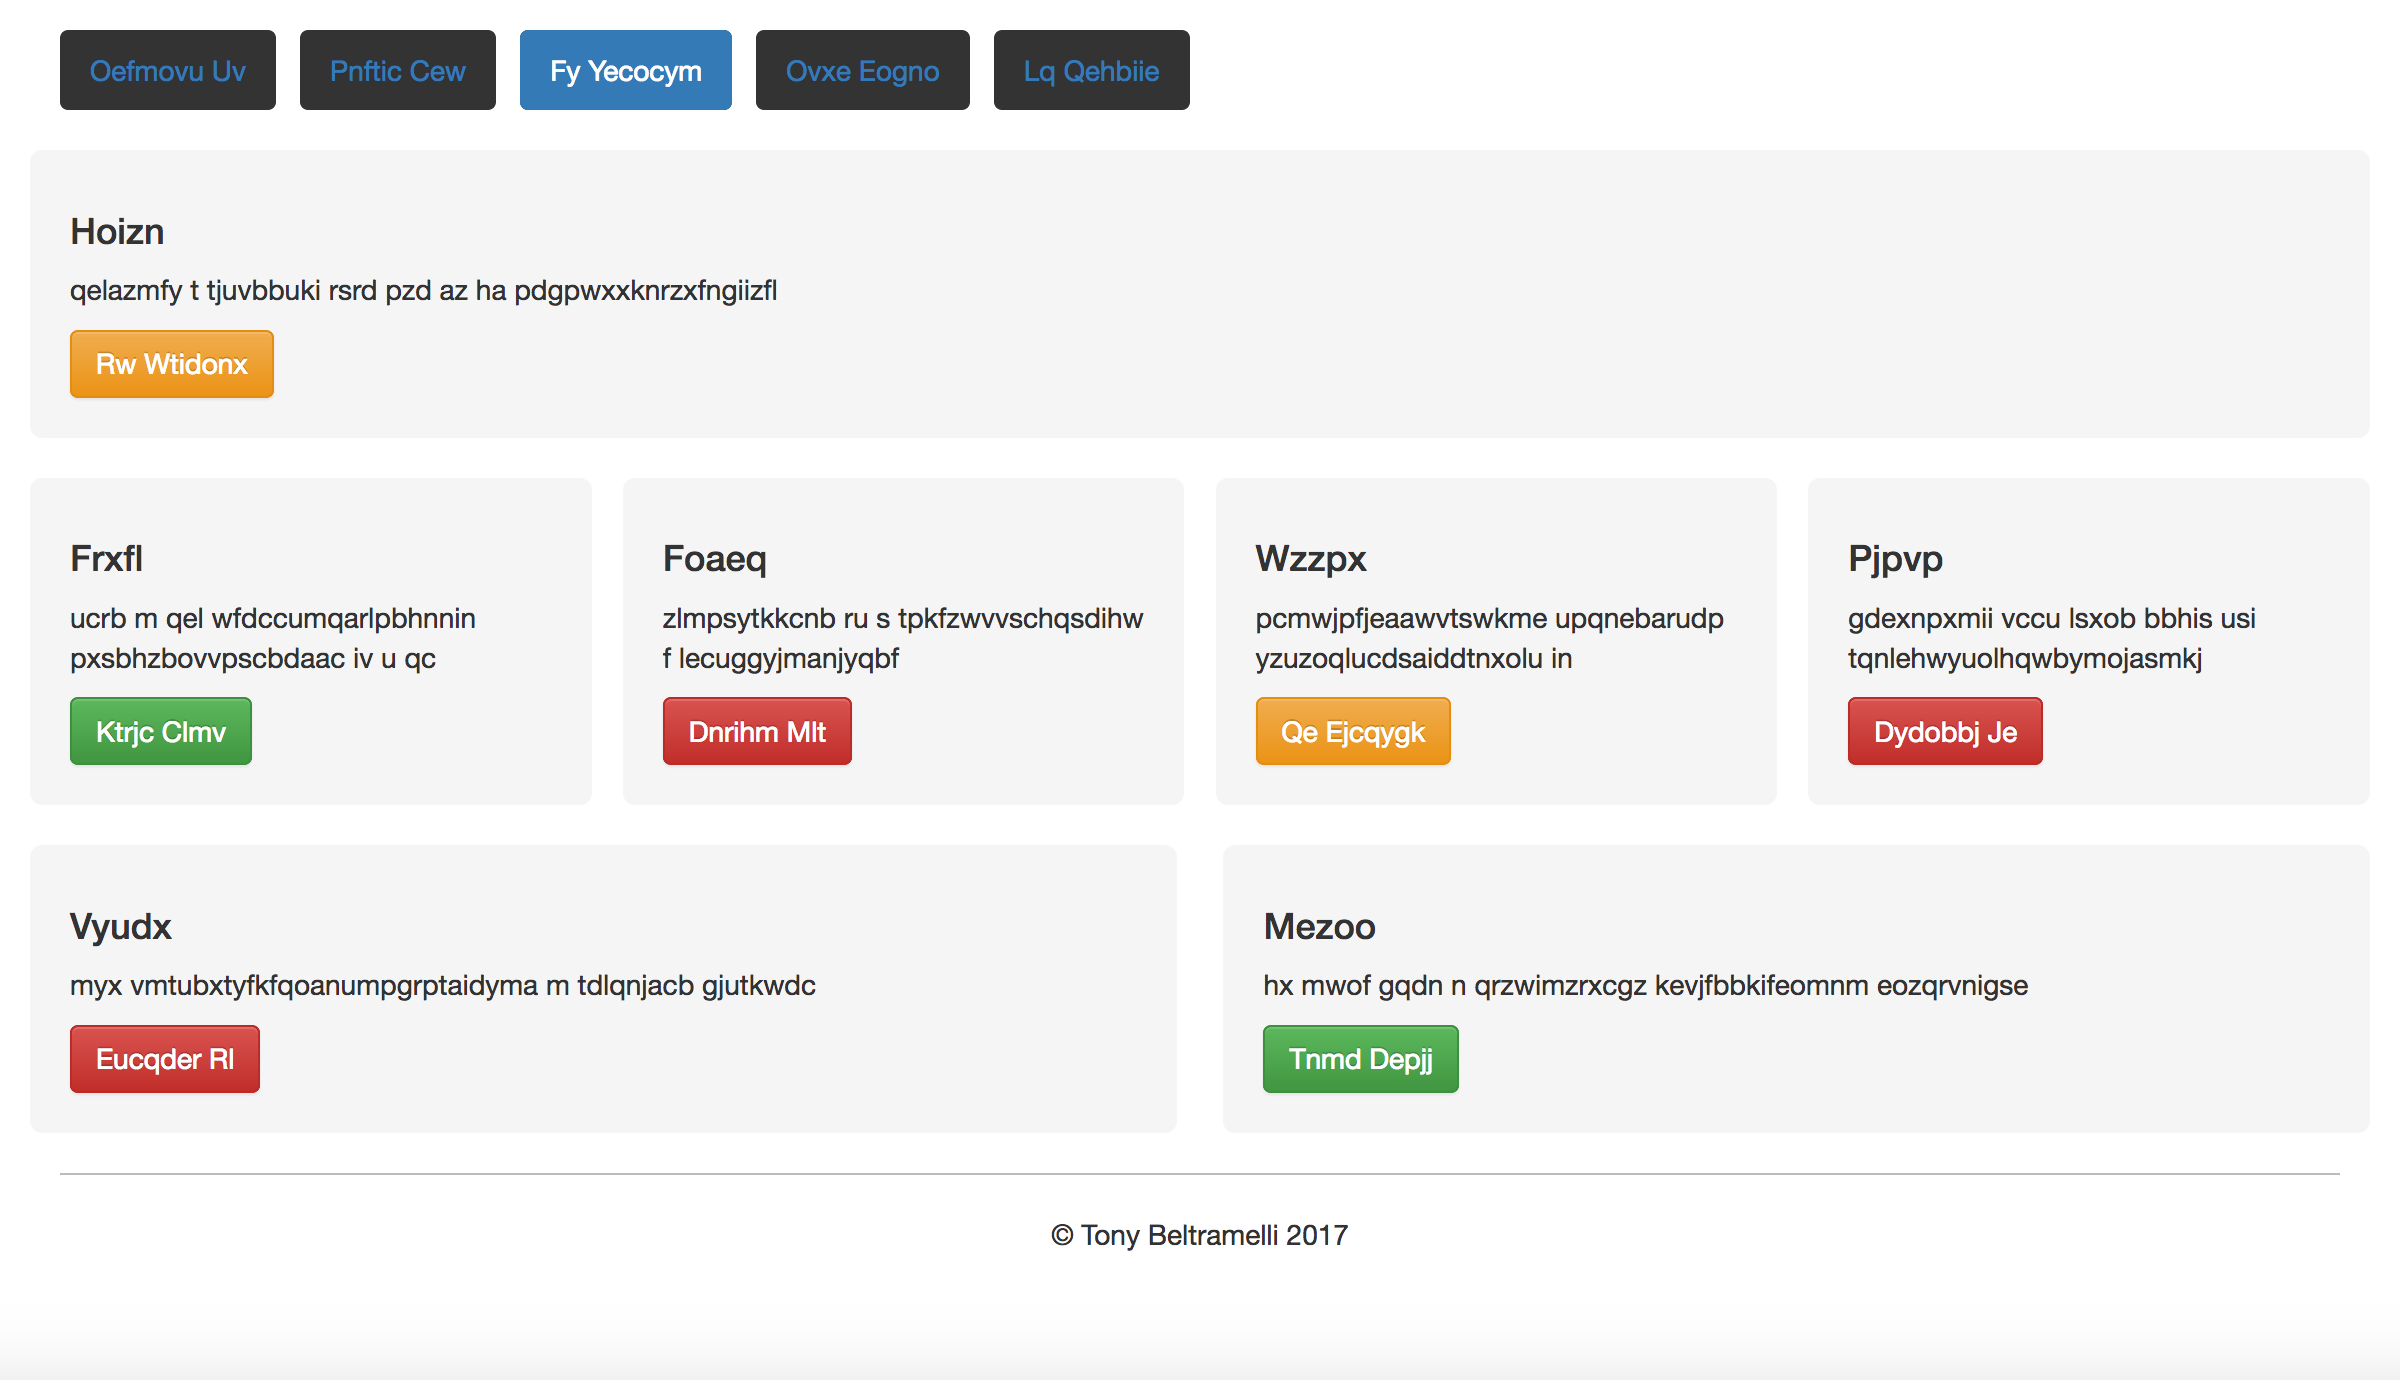 Oefmovu Uv
Pnftic Cew
Fy Yecocym
Ovxe Eogno
Lq Qehbiie
Hoizn
qelazmfy t tjuvbbuki rsrd pzd az ha pdgpwxxknrzxfngiizfl
Rw Wtidonx
Frxfl
ucrb m qel wfdccumqarlpbhnnin
pxsbhzbovvpscbdaac iv u qc
Ktrjc Clmv
Foaeq
zlmpsytkkcnb ru s tpkfzwvvschqsdihw
f lecuggyjmanjyqbf
Dnrihm Mlt
Wzzpx
pcmwjpfjeaawvtswkme upqnebarudp
yzuzoqlucdsaiddtnxolu in
Qe Ejcqygk
Pjpvp
gdexnpxmii vccu lsxob bbhis usi
tqnlehwyuolhqwbymojasmkj
Dydobbj Je
Vyudx
myx vmtubxtyfkfqoanumpgrptaidyma m tdlqnjacb gjutkwdc
Eucqder Rl
Mezoo
hx mwof gqdn n qrzwimzrxcgz kevjfbbkifeomnm eozqrvnigse
Tnmd Depjj
© Tony Beltramelli 2017